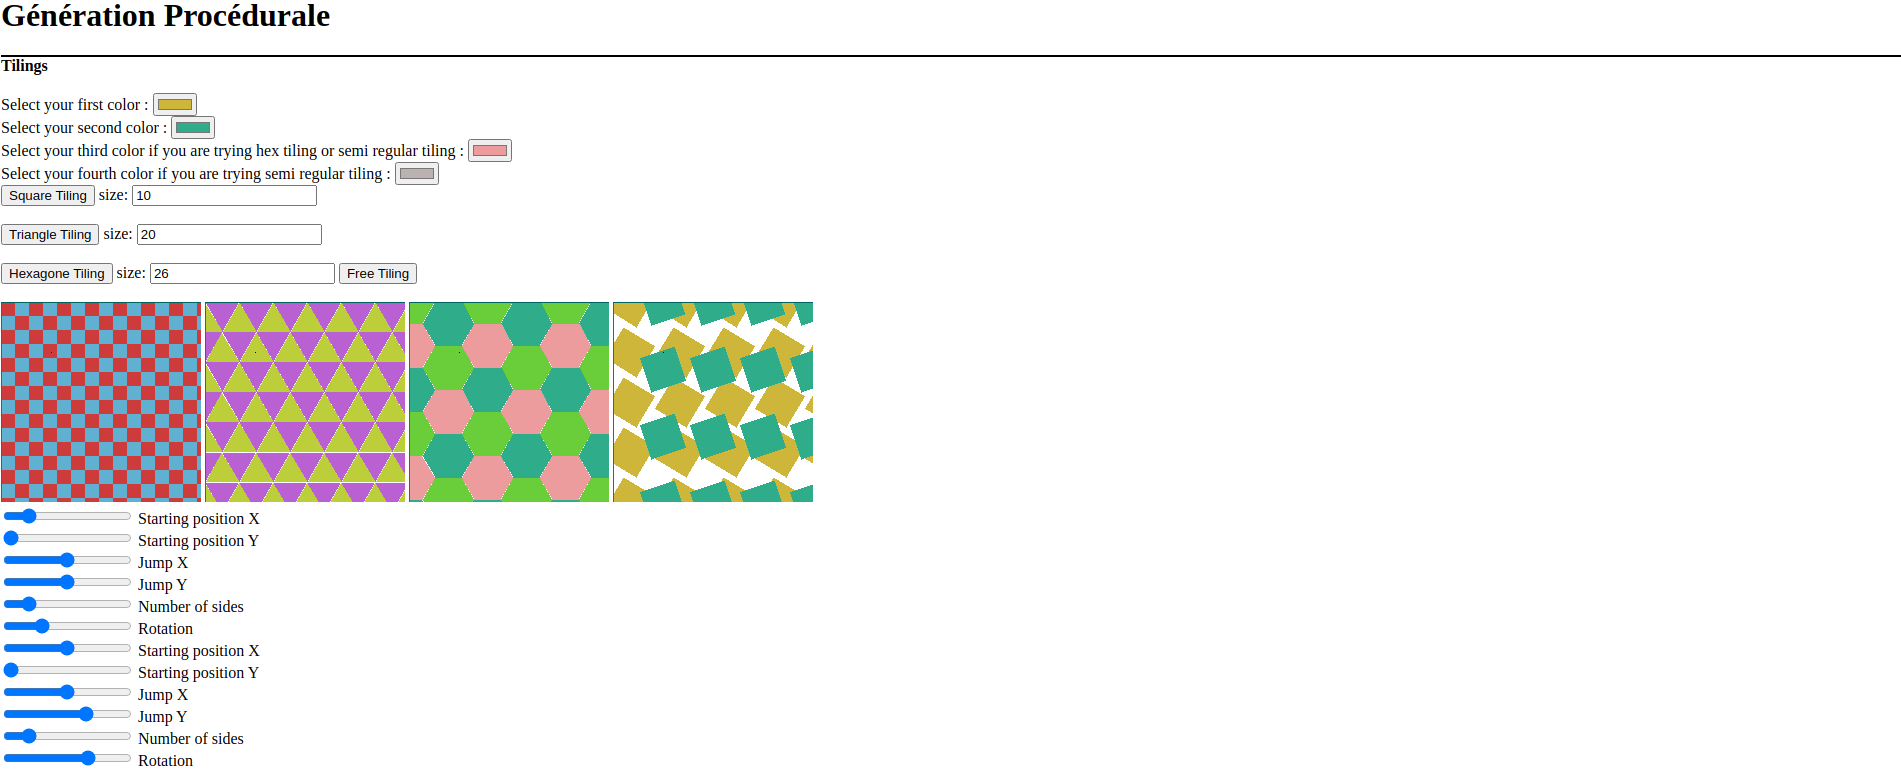 Génération Procédurale
Tilings
Select your first color :
Select your second color :
Select your third color if you are trying hex tiling or semi regular tiling :
Select your fourth color if you are trying semi regular tiling :
Square Tiling size: 10
Triangle Tiling size: 20
Hexagone Tiling size: 26 Free Tiling
Starting position X
Starting position Y
Jump X
Jump Y
Number of sides
Rotation
Starting position X
Starting position Y
Jump X
Jump Y
Number of sides
Rotation